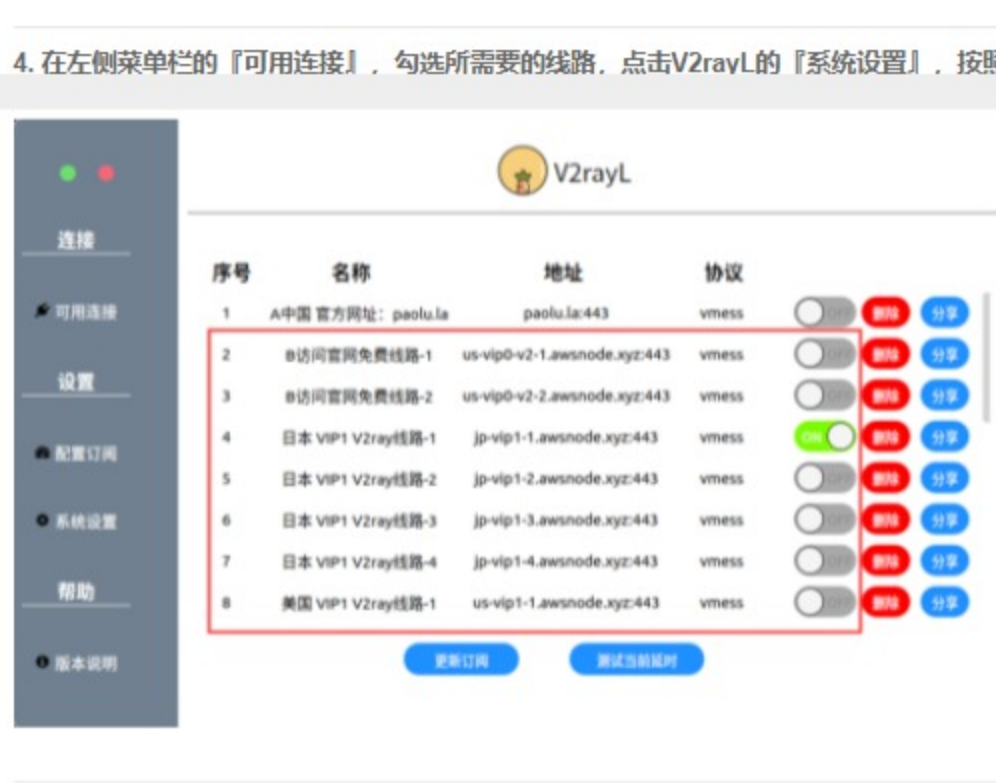 4. 在左侧菜单栏的『可用连接』，勾选所需要的线路，点击V2rayL的『系统设置』，按照
V2rayL
连接
可用连接
设置
配置订阅
系统设置
帮助
版本说明
序号 名称 地址 协议
1 A中国 官方网址：paolu.la paolu.la:443 vmess OFF 删除 分享
2 B访问官网免费线路-1 us-vip0-v2-1.awsnode.xyz:443 vmess OFF 删除 分享
3 B访问官网免费线路-2 us-vip0-v2-2.awsnode.xyz:443 vmess OFF 删除 分享
4 日本 VIP1 V2ray线路-1 jp-vip1-1.awsnode.xyz:443 vmess ON 删除 分享
5 日本 VIP1 V2ray线路-2 jp-vip1-2.awsnode.xyz:443 vmess OFF 删除 分享
6 日本 VIP1 V2ray线路-3 jp-vip1-3.awsnode.xyz:443 vmess OFF 删除 分享
7 日本 VIP1 V2ray线路-4 jp-vip1-4.awsnode.xyz:443 vmess OFF 删除 分享
8 美国 VIP1 V2ray线路-1 us-vip1-1.awsnode.xyz:443 vmess OFF 删除 分享
更新订阅 测试当前延时